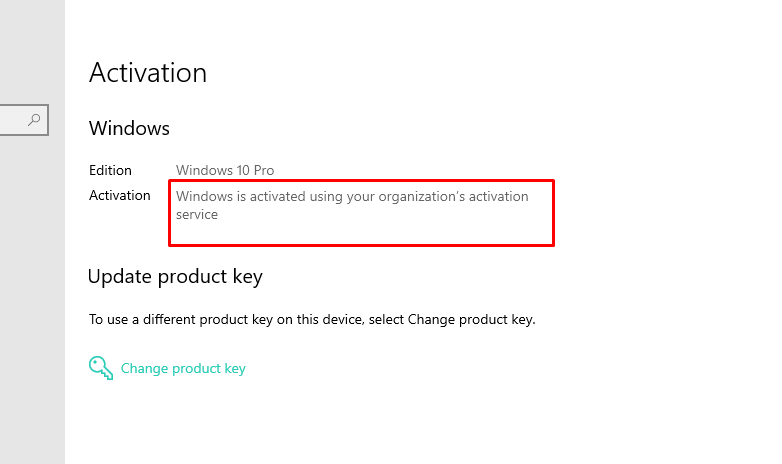 Activation
Windows
Edition Windows 10 Pro
Activation Windows is activated using your organization's activation
service
Update product key
To use a different product key on this device, select Change product key.
Change product key